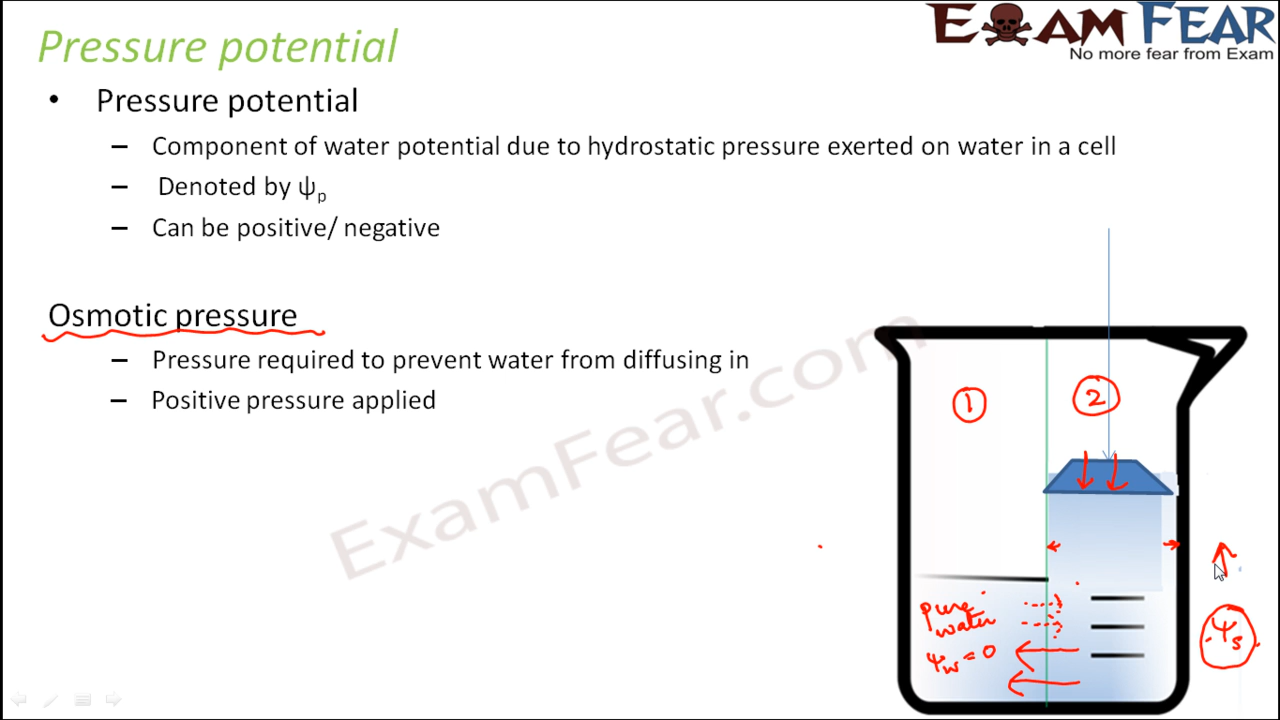 Pressure potential
EXAM FEAR
No more fear from Exam
• Pressure potential
– Component of water potential due to hydrostatic pressure exerted on water in a cell
– Denoted by ψp
– Can be positive/ negative
Osmotic pressure
– Pressure required to prevent water from diffusing in
– Positive pressure applied
ExamFear.com
1
2
pure
water
ψw = 0
ψs